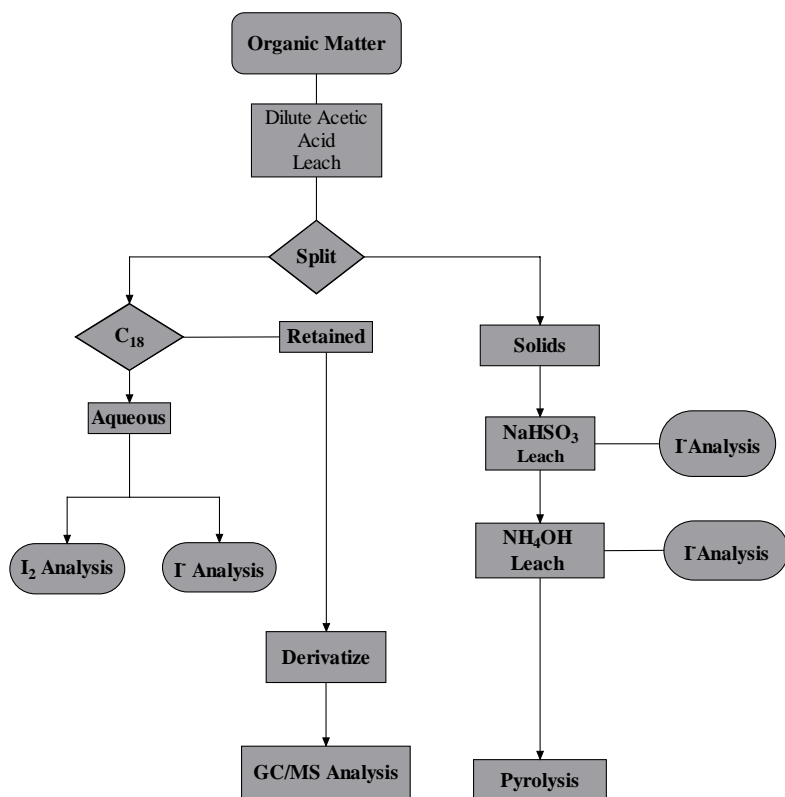 Organic Matter
Dilute Acetic
Acid
Leach
Split
C₁₈
Retained
Solids
Aqueous
NaHSO₃
Leach
I⁻Analysis
NH₄OH
Leach
I⁻Analysis
I₂ Analysis
I⁻ Analysis
Derivatize
GC/MS Analysis
Pyrolysis